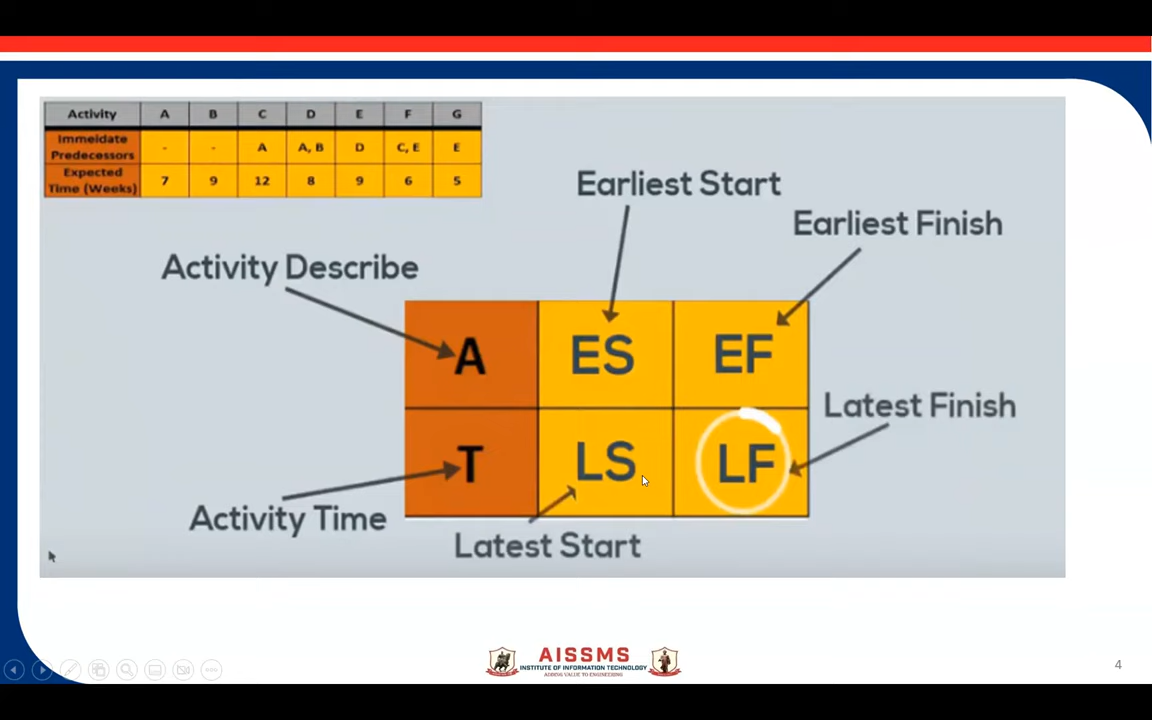 Activity A B C D E F G
Immeidate
Predecessors - - A A, B D C, E E
Expected
Time (Weeks) 7 9 12 8 9 6 5
Earliest Start
Earliest Finish
Activity Describe
A ES EF
Latest Finish
T LS LF
Activity Time
Latest Start
AISSMS
INSTITUTE OF INFORMATION TECHNOLOGY
ADDING VALUE TO ENGINEERING
4